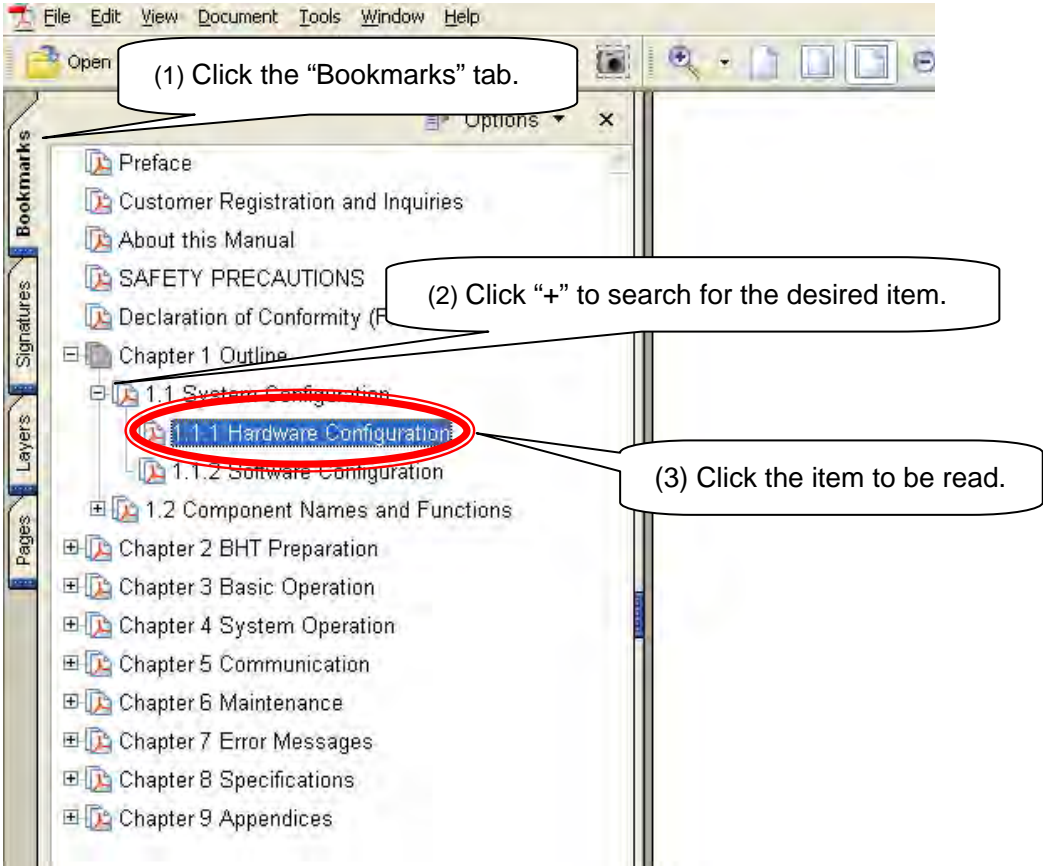 File Edit View Document Tools Window Help
Open
(1) Click the “Bookmarks” tab.
Options
Bookmarks
Signatures
Layers
Pages
Preface
Customer Registration and Inquiries
About this Manual
SAFETY PRECAUTIONS
(2) Click “+” to search for the desired item.
Declaration of Conformity (F
Chapter 1 Outline
1.1 System Configuration
1.1.1 Hardware Configuration
1.1.2 Software Configuration
(3) Click the item to be read.
1.2 Component Names and Functions
Chapter 2 BHT Preparation
Chapter 3 Basic Operation
Chapter 4 System Operation
Chapter 5 Communication
Chapter 6 Maintenance
Chapter 7 Error Messages
Chapter 8 Specifications
Chapter 9 Appendices